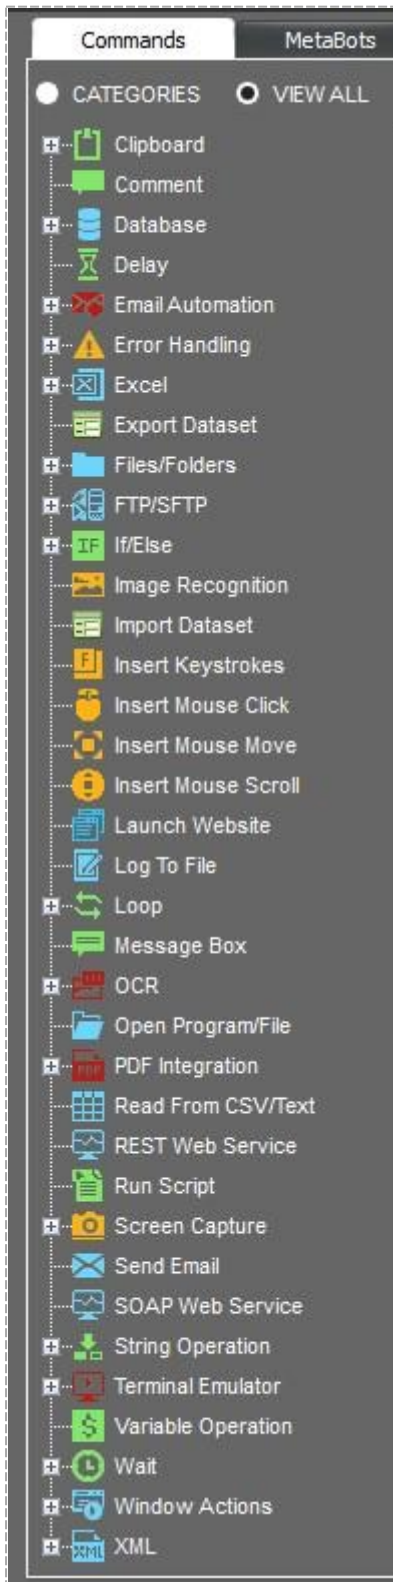 Commands MetaBots
CATEGORIES VIEW ALL
Clipboard
Comment
Database
Delay
Email Automation
Error Handling
Excel
Export Dataset
Files/Folders
FTP/SFTP
IF If/Else
Image Recognition
Import Dataset
F Insert Keystrokes
Insert Mouse Click
Insert Mouse Move
Insert Mouse Scroll
Launch Website
Log To File
Loop
Message Box
OCR
Open Program/File
PDF PDF Integration
Read From CSV/Text
REST Web Service
Run Script
Screen Capture
Send Email
SOAP Web Service
String Operation
Terminal Emulator
$ Variable Operation
Wait
Window Actions
XML XML